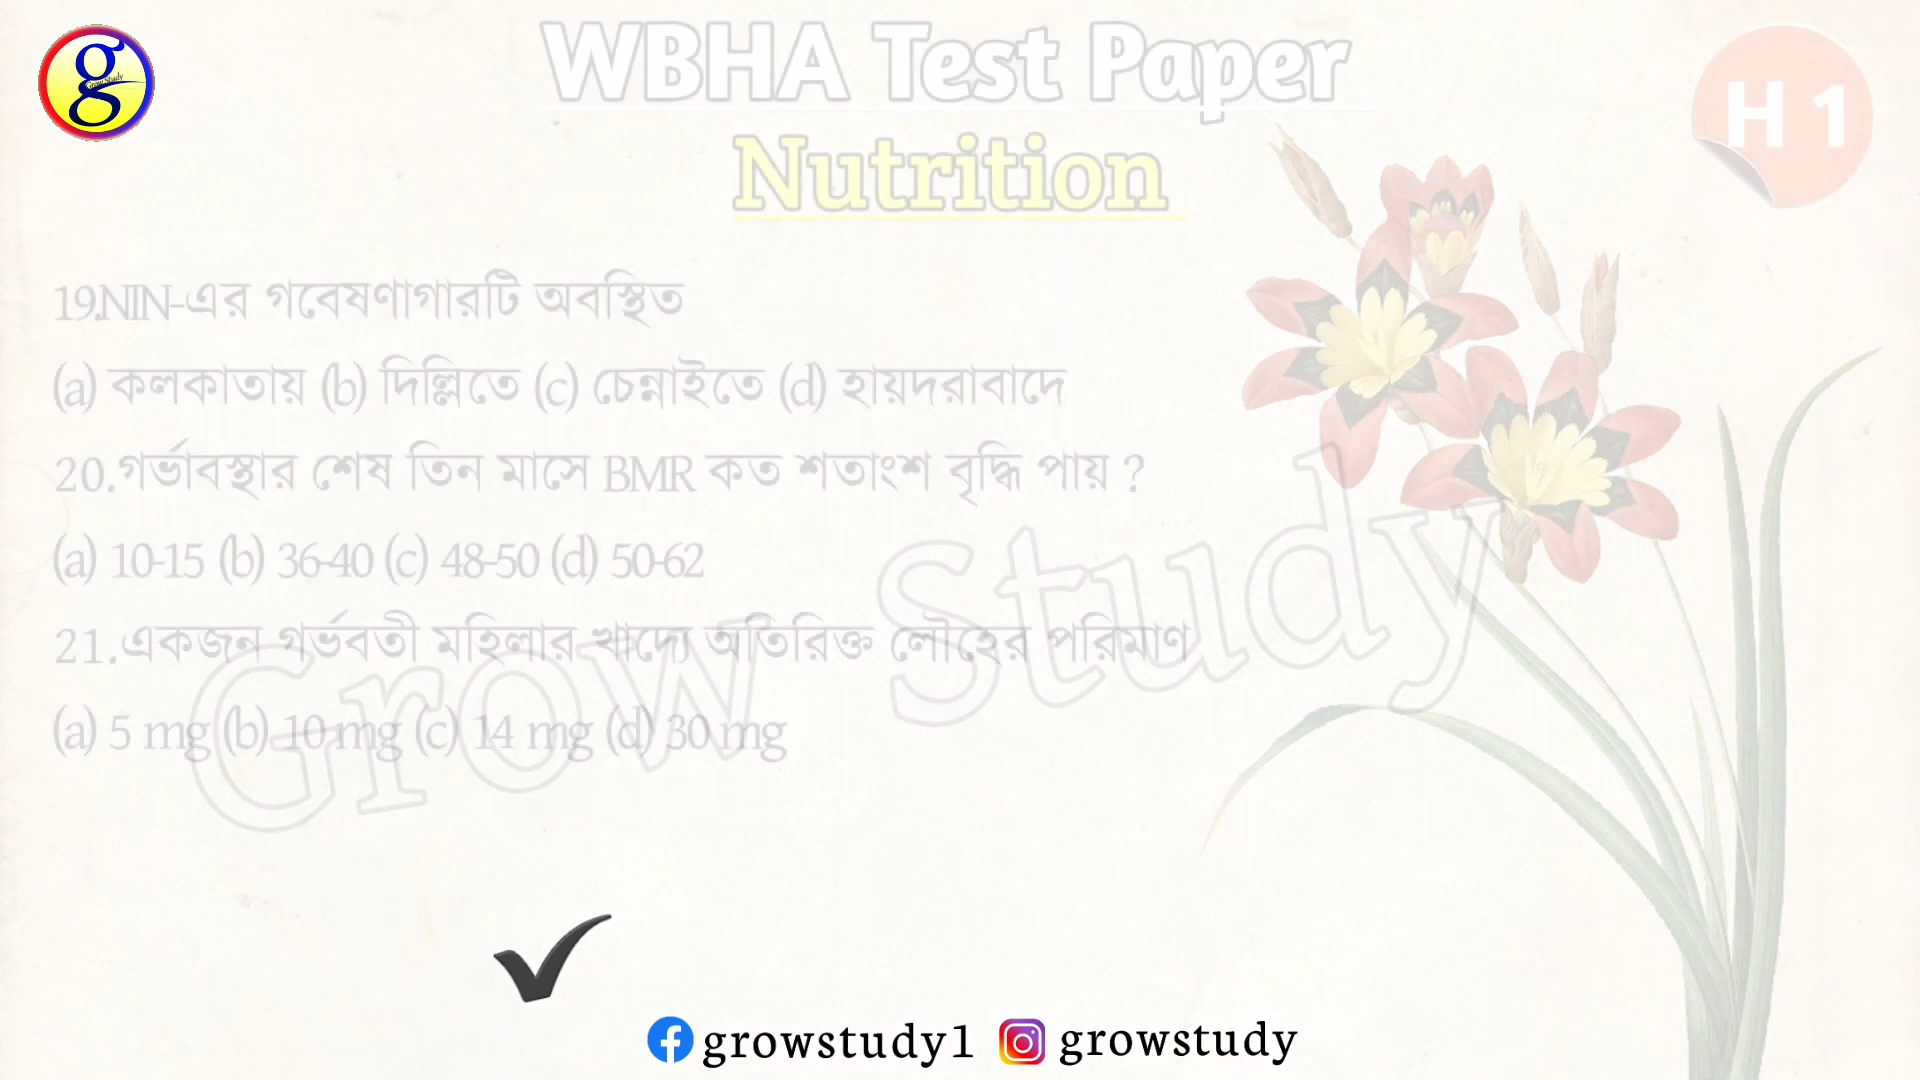 WBHA Test Paper
H 1
Nutrition
19.NIN-এর গবেষণাগারটি অবস্থিত
(a) কলকাতায় (b) দিল্লিতে (c) চেন্নাইতে (d) হায়দরাবাদে
20.গর্ভাবস্থার শেষ তিন মাসে BMR কত শতাংশ বৃদ্ধি পায় ?
(a) 10-15 (b) 36-40 (c) 48-50 (d) 50-62
21.একজন গর্ভবতী মহিলার খাদ্যে অতিরিক্ত লৌহের পরিমাণ
(a) 5 mg (b) 10 mg (c) 14 mg (d) 30 mg
Grow Study
growstudy1 growstudy
g
Grow Study